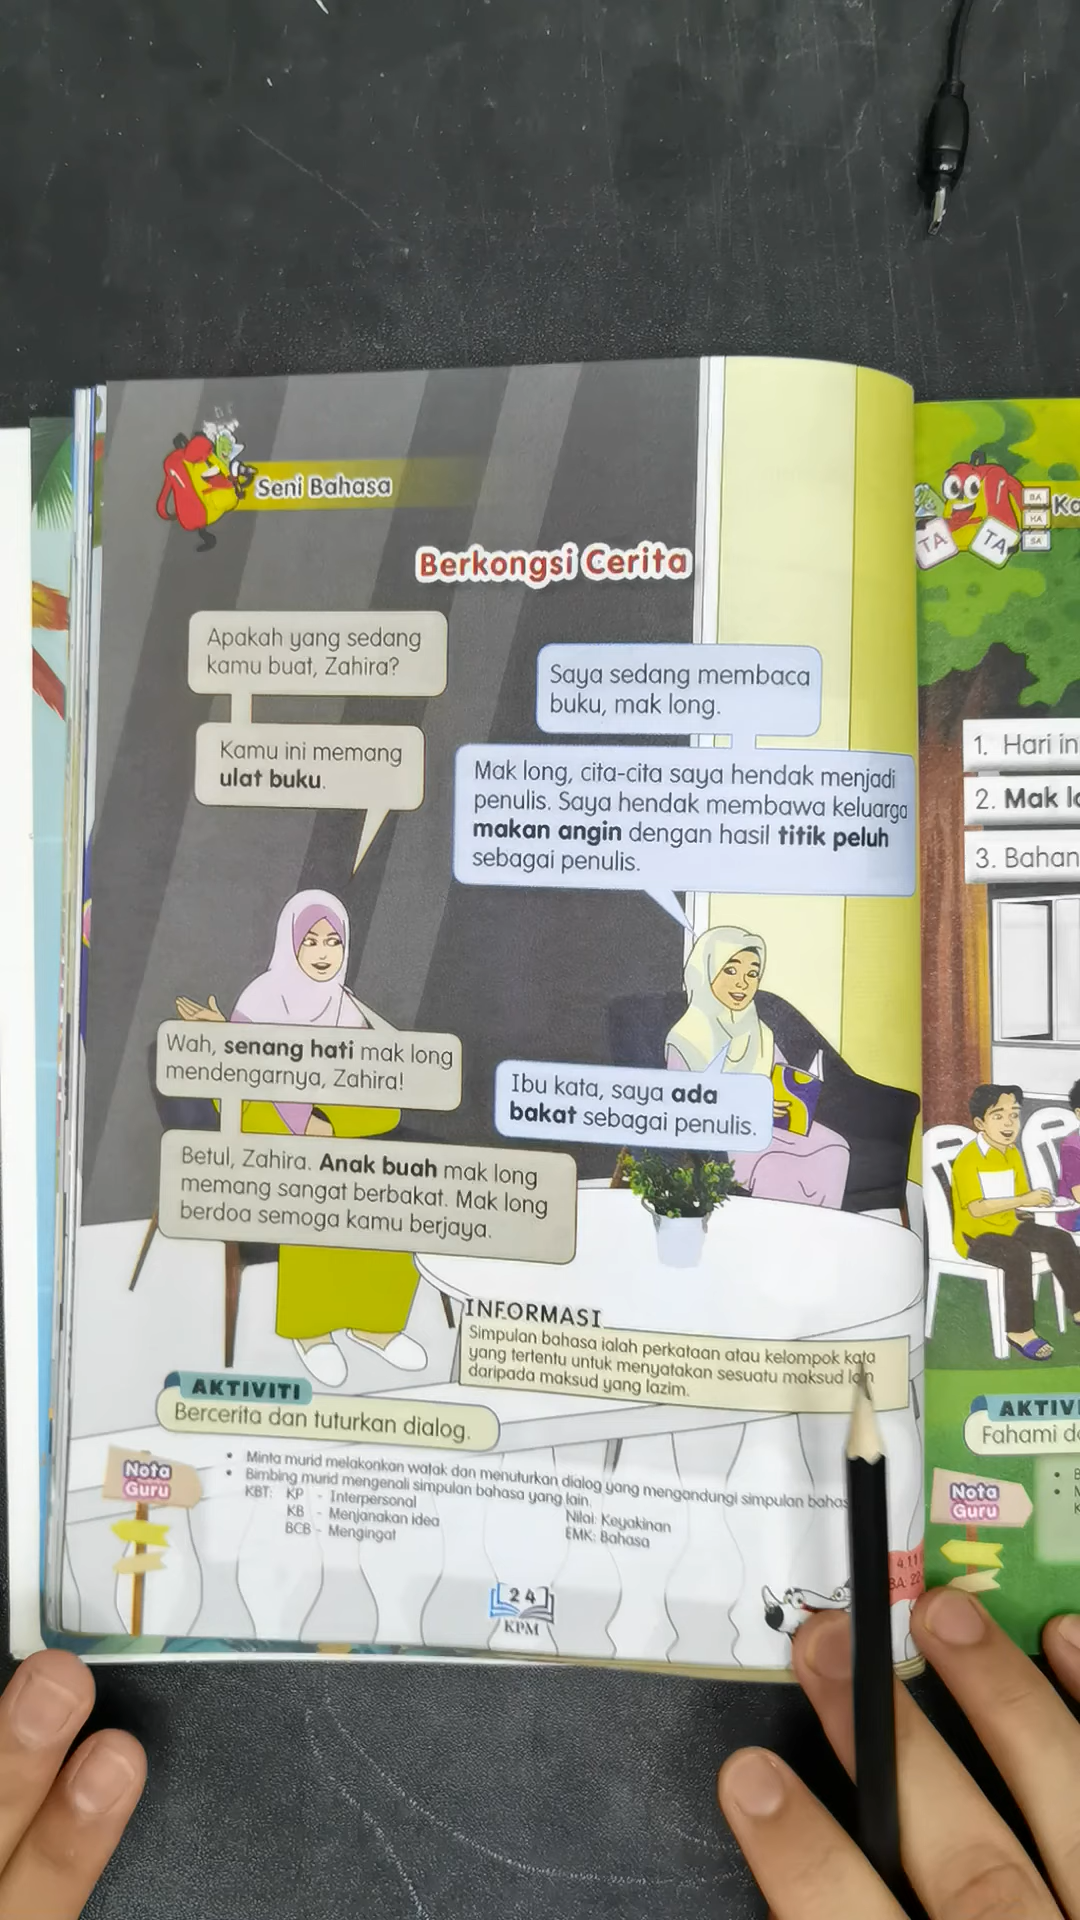 Seni Bahasa
Berkongsi Cerita
Apakah yang sedang
kamu buat, Zahira?
Saya sedang membaca
buku, mak long.
Kamu ini memang
ulat buku.
Mak long, cita-cita saya hendak menjadi
penulis. Saya hendak membawa keluarga
makan angin dengan hasil titik peluh
sebagai penulis.
Wah, senang hati mak long
mendengarnya, Zahira!
Ibu kata, saya ada
bakat sebagai penulis.
Betul, Zahira. Anak buah mak long
memang sangat berbakat. Mak long
berdoa semoga kamu berjaya.
INFORMASI
Simpulan bahasa ialah perkataan atau kelompok kata
yang tertentu untuk menyatakan sesuatu maksud lain
daripada maksud yang lazim.
AKTIVITI
Bercerita dan tuturkan dialog.
Nota
Guru
• Minta murid melakonkan watak dan menuturkan dialog yang mengandungi simpulan bahas
• Bimbing murid mengenali simpulan bahasa yang lain.
KBT: KP - Interpersonal
KB - Menjanakan idea
BCB - Mengingat
Nilai: Keyakinan
EMK: Bahasa
24
KPM
TA
TA
BA
KA
SA
1. Hari in
2. Mak lo
3. Bahan
AKTIVI
Fahami d
Nota
Guru